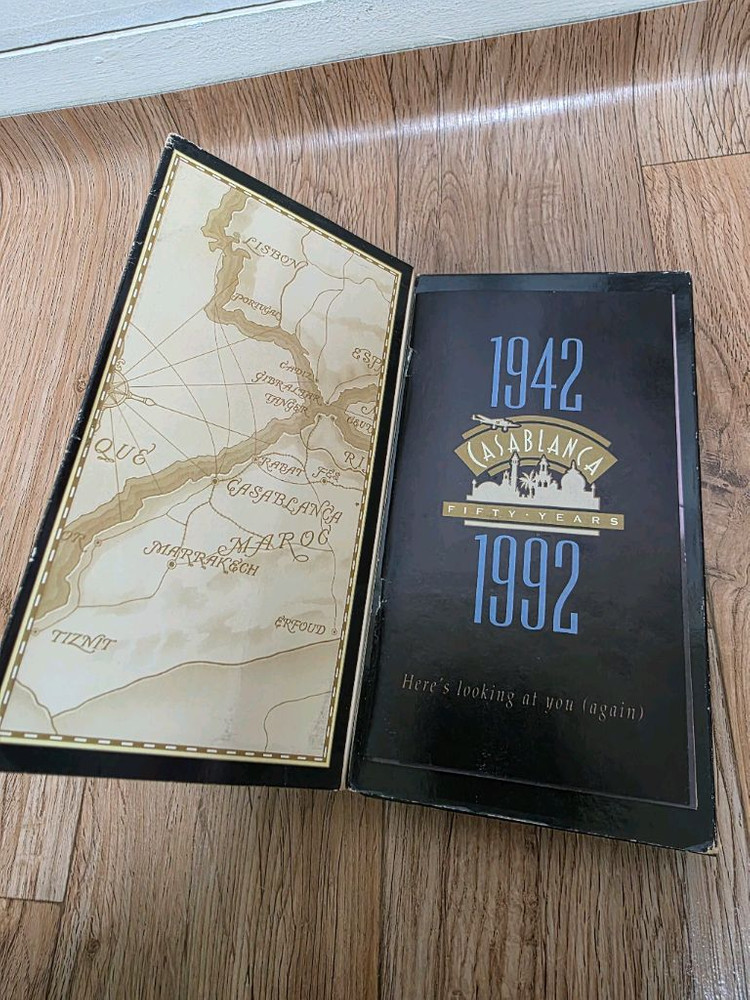 LISBON
PORTUGAL
ESP
CADIZ
GIBRALTAR
TANGER
QUE
RABAT
FES
CASABLANCA
MAROC
MARRAKECH
TIZNIT
ERFOUD
1942
CASABLANCA
FIFTY·YEARS
1992
Here's looking at you (again)